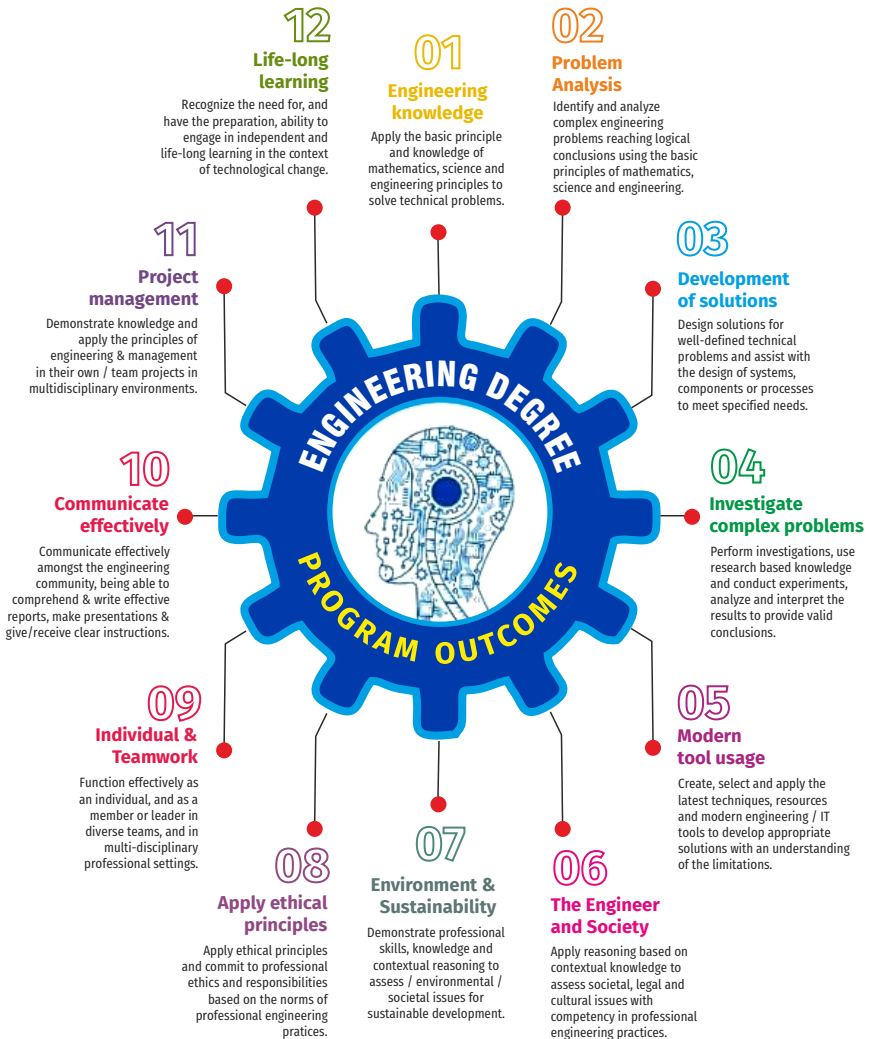 12
Life-long
learning
Recognize the need for, and
have the preparation, ability to
engage in independent and
life-long learning in the context
of technological change.
01
Engineering
knowledge
Apply the basic principle
and knowledge of
mathematics, science and
engineering principles to
solve technical problems.
02
Problem
Analysis
Identify and analyze
complex engineering
problems reaching logical
conclusions using the basic
principles of mathematics,
science and engineering.
11
Project
management
Demonstrate knowledge and
apply the principles of
engineering & management
in their own / team projects in
multidisciplinary environments.
03
Development
of solutions
Design solutions for
well-defined technical
problems and assist with
the design of systems,
components or processes
to meet specified needs.
ENGINEERING DEGREE
PROGRAM OUTCOMES
10
Communicate
effectively
Communicate effectively
amongst the engineering
community, being able to
comprehend & write effective
reports, make presentations &
give/receive clear instructions.
04
Investigate
complex problems
Perform investigations, use
research based knowledge
and conduct experiments,
analyze and interpret the
results to provide valid
conclusions.
09
Individual &
Teamwork
Function effectively as
an individual, and as a
member or leader in
diverse teams, and in
multi-disciplinary
professional settings.
05
Modern
tool usage
Create, select and apply the
latest techniques, resources
and modern engineering / IT
tools to develop appropriate
solutions with an understanding
of the limitations.
08
Apply ethical
principles
Apply ethical principles
and commit to professional
ethics and responsibilities
based on the norms of
professional engineering
pratices.
07
Environment &
Sustainability
Demonstrate professional
skills, knowledge and
contextual reasoning to
assess / environmental /
societal issues for
sustainable development.
06
The Engineer
and Society
Apply reasoning based on
contextual knowledge to
assess societal, legal and
cultural issues with
competency in professional
engineering practices.